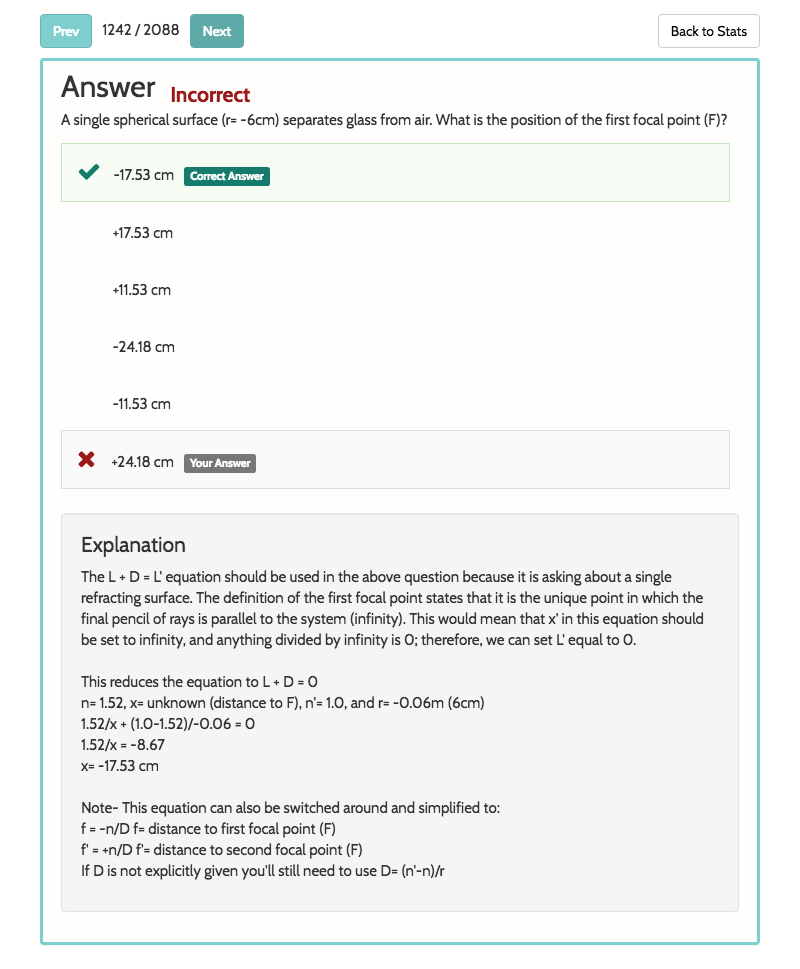 Prev 1242 / 2088 Next Back to Stats
Answer Incorrect
A single spherical surface (r= -6cm) separates glass from air. What is the position of the first focal point (F)?
-17.53 cm Correct Answer
+17.53 cm
+11.53 cm
-24.18 cm
-11.53 cm
+24.18 cm Your Answer
Explanation
The L + D = L' equation should be used in the above question because it is asking about a single
refracting surface. The definition of the first focal point states that it is the unique point in which the
final pencil of rays is parallel to the system (infinity). This would mean that x' in this equation should
be set to infinity, and anything divided by infinity is 0; therefore, we can set L' equal to 0.
This reduces the equation to L + D = 0
n= 1.52, x= unknown (distance to F), n'= 1.0, and r= -0.06m (6cm)
1.52/x + (1.0-1.52)/-0.06 = 0
1.52/x = -8.67
x= -17.53 cm
Note- This equation can also be switched around and simplified to:
f = -n/D f= distance to first focal point (F)
f' = +n/D f'= distance to second focal point (F)
If D is not explicitly given you'll still need to use D= (n'-n)/r